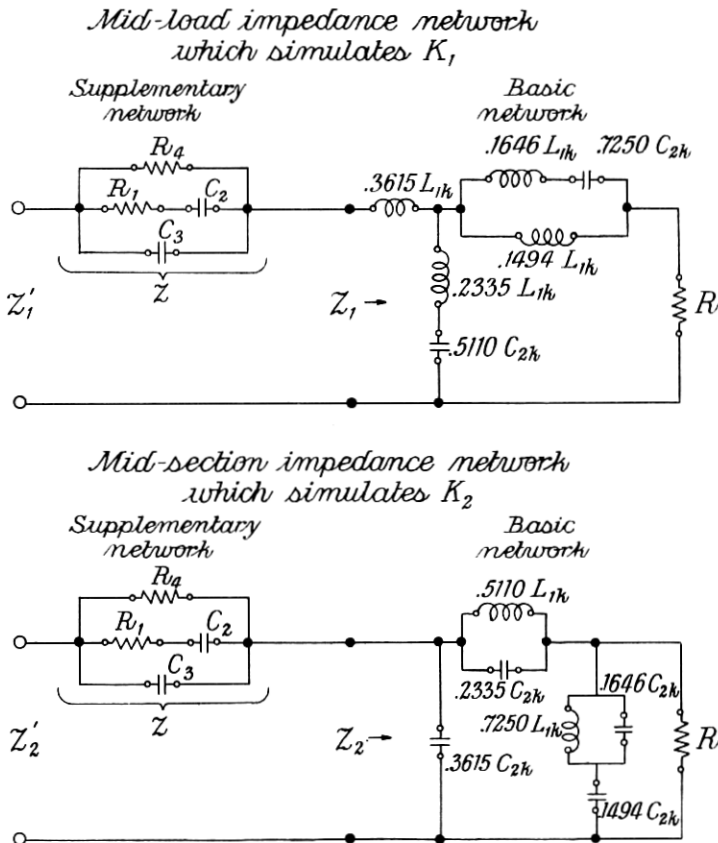 Mid-load impedance network
which simulates K₁
Supplementary
network
Basic
network
R₄
R₁
C₂
C₃
z
.1646 L₁ₖ
.7250 C₂ₖ
.3615 L₁ₖ
.1494 L₁ₖ
Z₁'
Z₁ →
.2335 L₁ₖ
R
.5110 C₂ₖ
Mid-section impedance network
which simulates K₂
Supplementary
network
Basic
network
R₄
R₁
C₂
C₃
z
.5110 L₁ₖ
.2335 C₂ₖ
.1646 C₂ₖ
.7250 L₁ₖ
Z₂'
Z₂ →
.3615 C₂ₖ
R
.1494 C₂ₖ